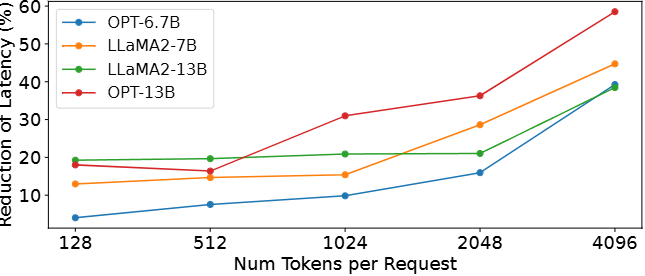 Reduction of Latency (%)
60
50
40
30
20
10
OPT-6.7B
LLaMA2-7B
LLaMA2-13B
OPT-13B
128 512 1024 2048 4096
Num Tokens per Request